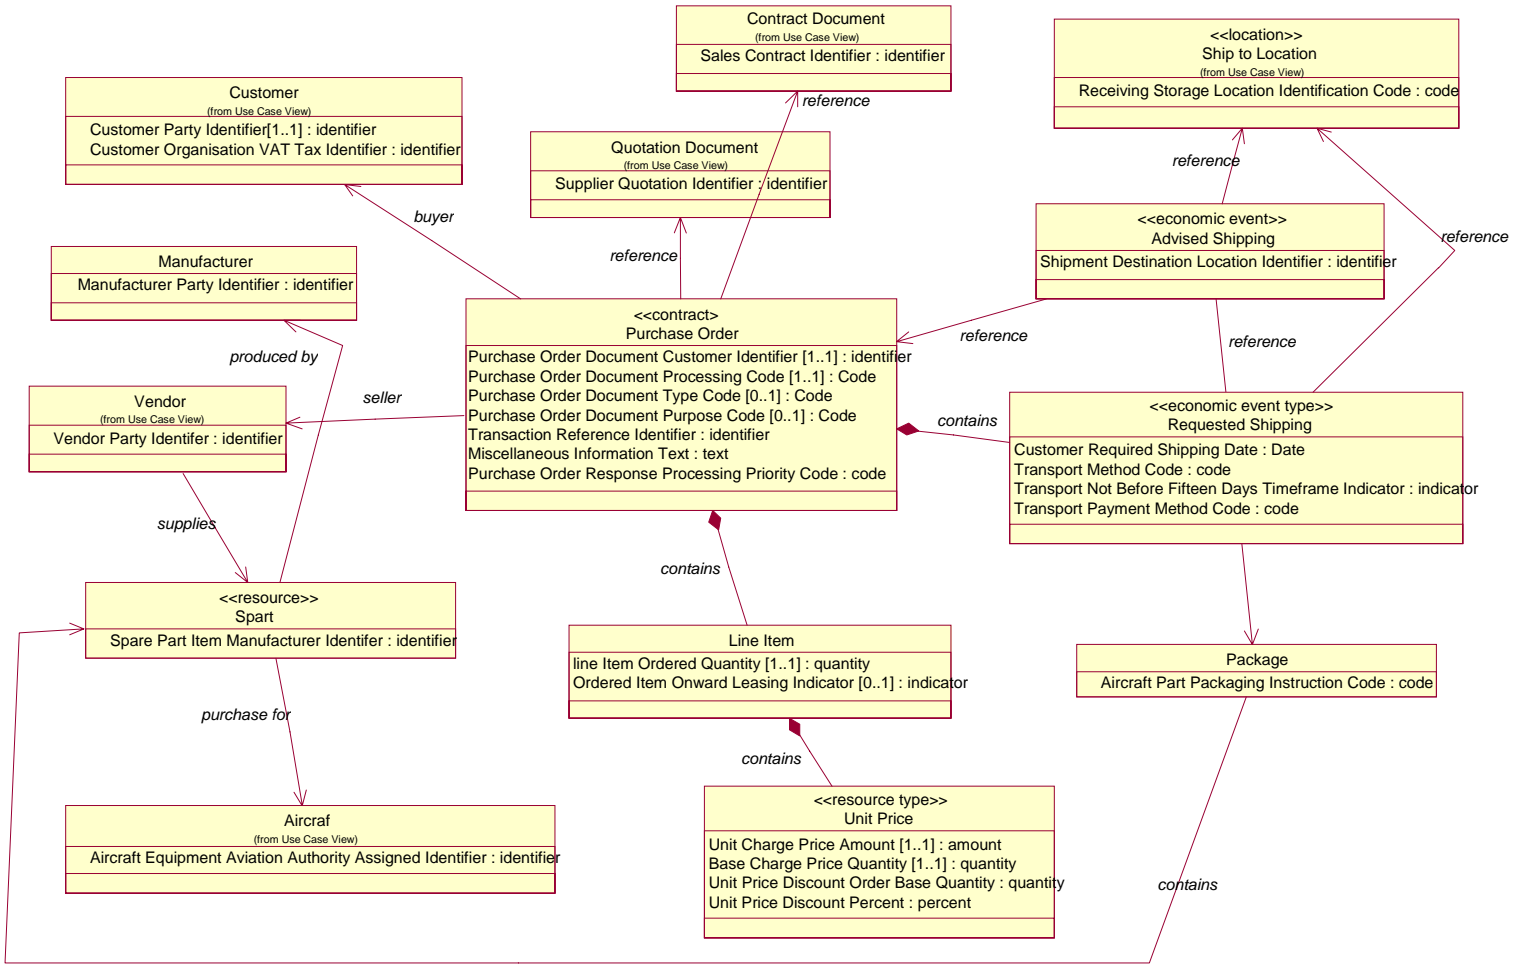 Contract Document
(from Use Case View)
Sales Contract Identifier : identifier
reference
<<location>>
Ship to Location
(from Use Case View)
Receiving Storage Location Identification Code : code
Customer
(from Use Case View)
Customer Party Identifier[1..1] : identifier
Customer Organisation VAT Tax Identifier : identifier
Quotation Document
(from Use Case View)
Supplier Quotation Identifier : identifier
reference
buyer
<<economic event>>
Advised Shipping
Shipment Destination Location Identifier : identifier
reference
Manufacturer
Manufacturer Party Identifier : identifier
reference
<<contract>
Purchase Order
Purchase Order Document Customer Identifier [1..1] : identifier
Purchase Order Document Processing Code [1..1] : Code
Purchase Order Document Type Code [0..1] : Code
Purchase Order Document Purpose Code [0..1] : Code
Transaction Reference Identifier : identifier
Miscellaneous Information Text : text
Purchase Order Response Processing Priority Code : code
reference
reference
produced by
seller
Vendor
(from Use Case View)
Vendor Party Identifer : identifier
contains
<<economic event type>>
Requested Shipping
Customer Required Shipping Date : Date
Transport Method Code : code
Transport Not Before Fifteen Days Timeframe Indicator : indicator
Transport Payment Method Code : code
supplies
contains
<<resource>>
Spart
Spare Part Item Manufacturer Identifer : identifier
Line Item
line Item Ordered Quantity [1..1] : quantity
Ordered Item Onward Leasing Indicator [0..1] : indicator
Package
Aircraft Part Packaging Instruction Code : code
purchase for
contains
<<resource type>>
Unit Price
Unit Charge Price Amount [1..1] : amount
Base Charge Price Quantity [1..1] : quantity
Unit Price Discount Order Base Quantity : quantity
Unit Price Discount Percent : percent
Aircraf
(from Use Case View)
Aircraft Equipment Aviation Authority Assigned Identifier : identifier
contains